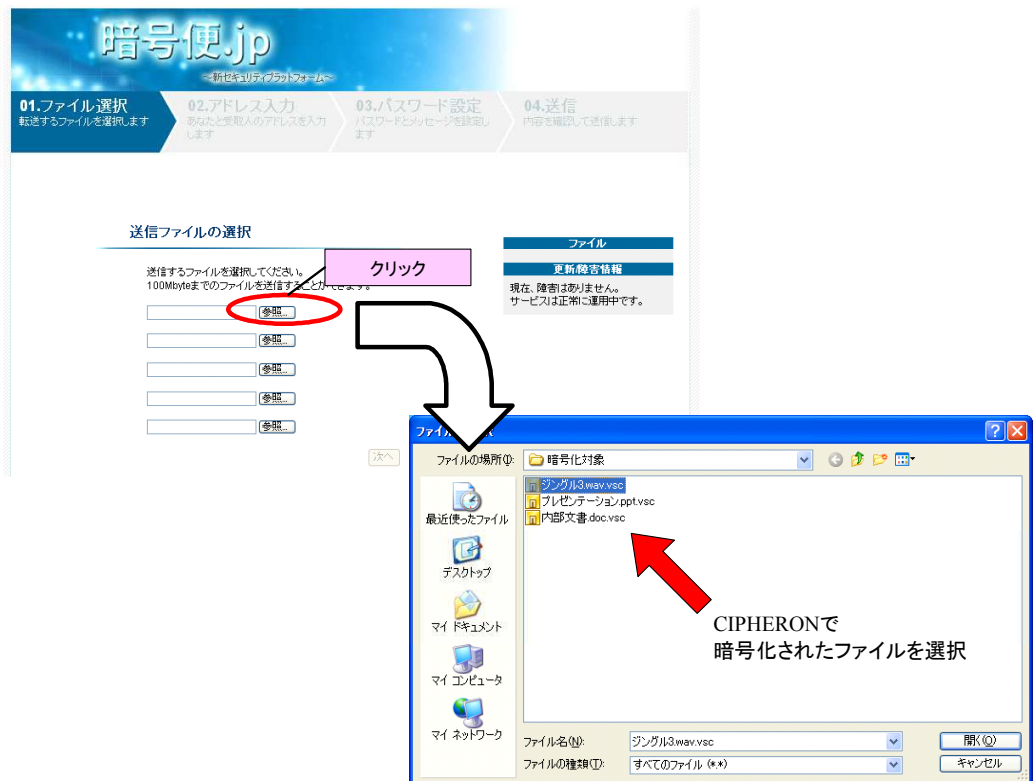 暗号便.jp
～新セキュリティプラットフォーム～
01.ファイル選択
転送するファイルを選択します
02.アドレス入力
あなたと受取人のアドレスを入力
します
03.パスワード設定
パスワードとメッセージを設定し
ます
04.送信
内容を確認して送信します
送信ファイルの選択
クリック
送信するファイルを選択してください。
100Mbyteまでのファイルを送信することができます。
参照...
参照...
参照...
参照...
参照...
次へ
ファイル
更新/障害情報
現在、障害はありません。
サービスは正常に運用中です。
ファイルの場所(I):
暗号化対象
ジングル3.wav.vsc
プレゼンテーション.ppt.vsc
内部文書.doc.vsc
最近使ったファイル
デスクトップ
マイ ドキュメント
マイ コンピュータ
マイ ネットワーク
CIPHERONで
暗号化されたファイルを選択
ファイル名(N):
ジングル3.wav.vsc
開く(O)
ファイルの種類(T):
すべてのファイル (*.*)
キャンセル